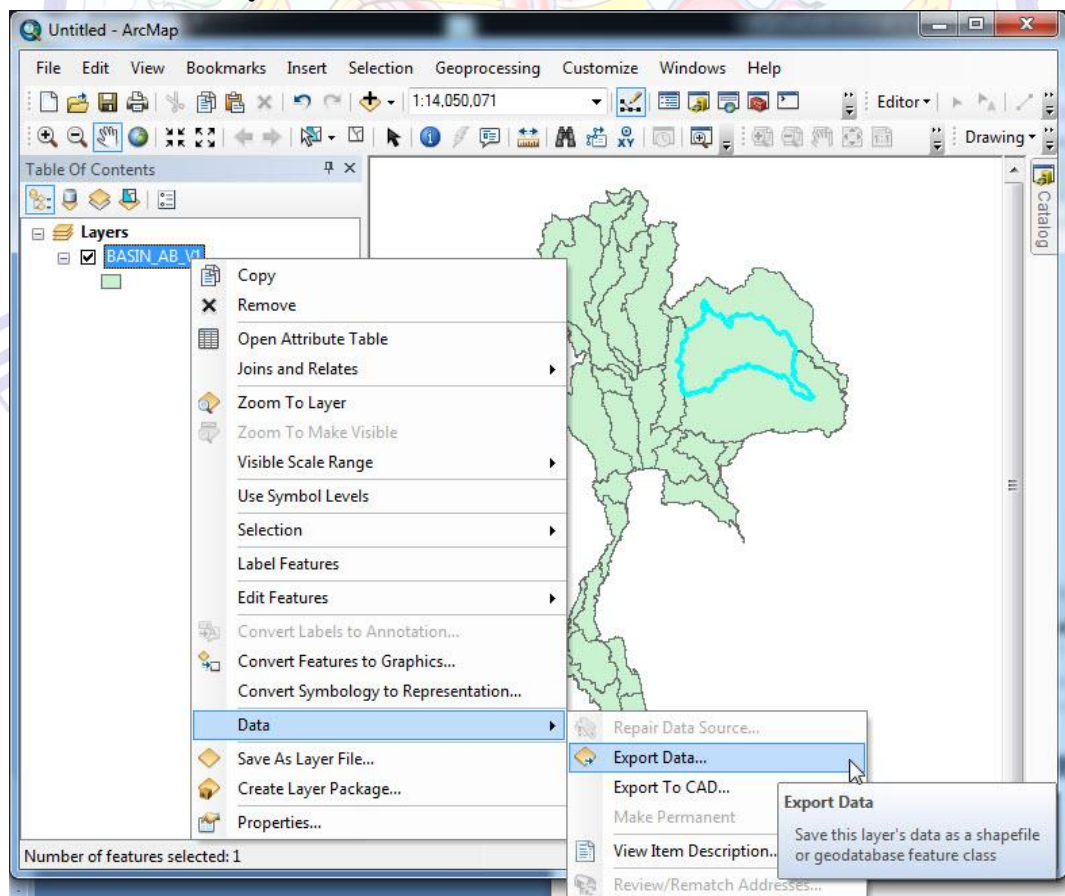 Untitled - ArcMap
File Edit View Bookmarks Insert Selection Geoprocessing Customize Windows Help
1:14,050,071 Editor
Drawing
Table Of Contents
Catalog
Layers
BASIN_AB_V1
Copy
Remove
Open Attribute Table
Joins and Relates
Zoom To Layer
Zoom To Make Visible
Visible Scale Range
Use Symbol Levels
Selection
Label Features
Edit Features
Convert Labels to Annotation...
Convert Features to Graphics...
Convert Symbology to Representation...
Data
Save As Layer File...
Create Layer Package...
Properties...
Repair Data Source...
Export Data...
Export To CAD...
Make Permanent
View Item Description...
Review/Rematch Addresses...
Export Data
Save this layer's data as a shapefile
or geodatabase feature class
Number of features selected: 1